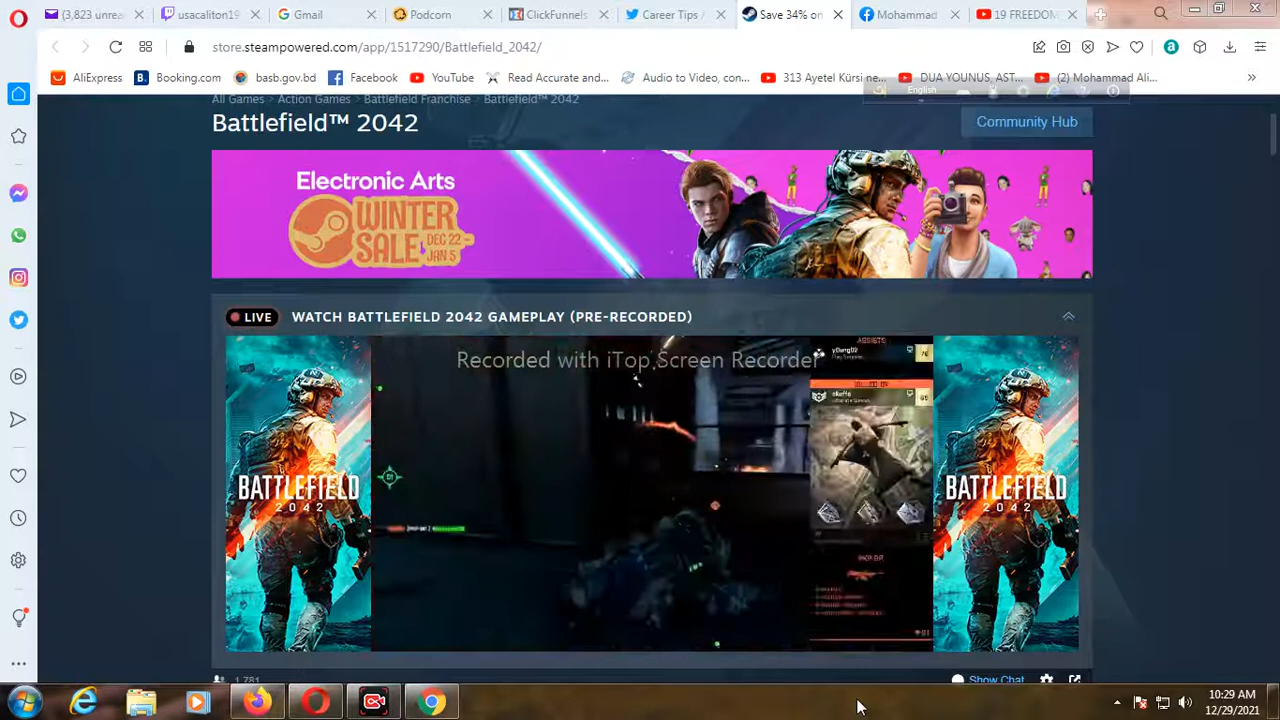 (3,823 unrea
usacaliton19
Gmail
Podcorn
ClickFunnels
Career Tips /
Save 34% on
Mohammad
19 FREEDOM
store.steampowered.com/app/1517290/Battlefield_2042/
AliExpress
Booking.com
basb.gov.bd
Facebook
YouTube
Read Accurate and...
Audio to Video, con...
313 Ayetel Kürsi ne...
DUA YOUNUS, AST...
(2) Mohammad Ali...
English
All Games > Action Games > Battlefield Franchise > Battlefield™ 2042
Battlefield™ 2042
Community Hub
Electronic Arts
WINTER
SALE
DEC 22 -
JAN 5
LIVE
WATCH BATTLEFIELD 2042 GAMEPLAY (PRE-RECORDED)
Recorded with iTop Screen Recorder
ASSISTS
BATTLEFIELD
2042
BATTLEFIELD
2042
1,781
Show Chat
10:29 AM
12/29/2021